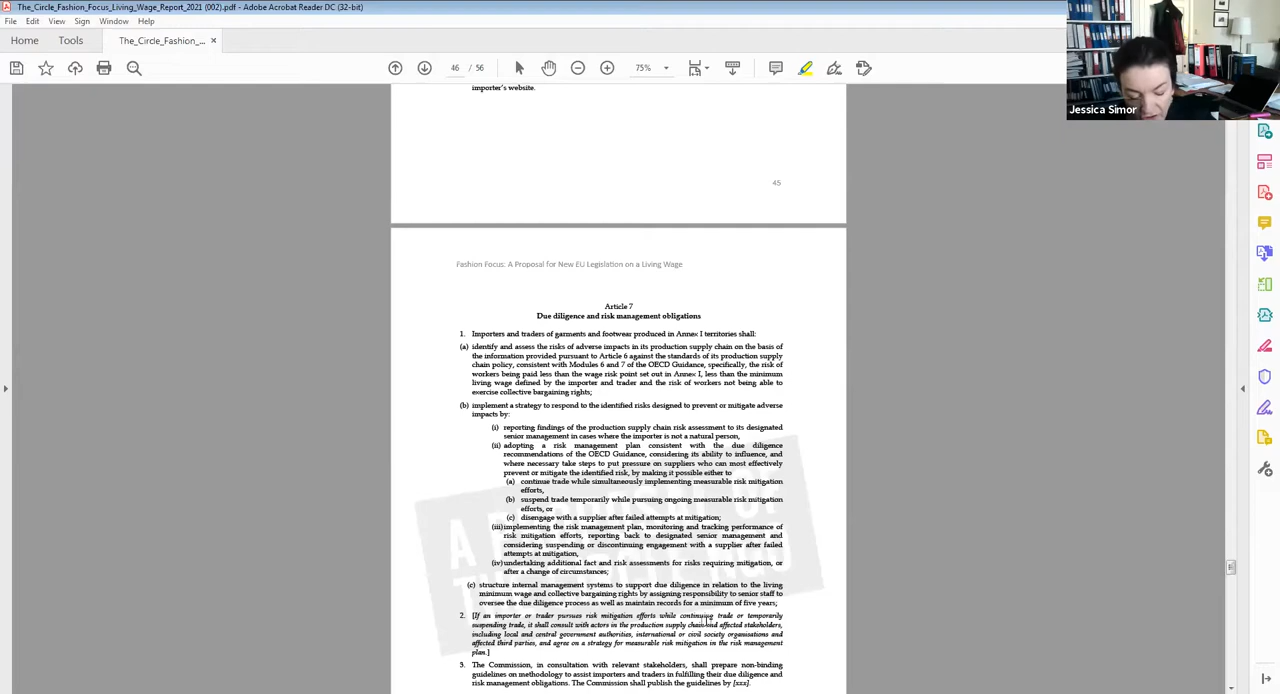 The_Circle_Fashion_Focus_Living_Wage_Report_2021 (002).pdf - Adobe Acrobat Reader DC (32-bit)
File Edit View Sign Window Help
Home Tools The_Circle_Fashion_... ×
46 / 56 75%
Jessica Simor
importer's website.
45
Fashion Focus: A Proposal for New EU Legislation on a Living Wage
Article 7
Due diligence and risk management obligations
1. Importers and traders of garments and footwear produced in Annex I territories shall:
(a) identify and assess the risks of adverse impacts in its production supply chain on the basis of
the information provided pursuant to Article 6 against the standards of its production supply
chain policy, consistent with Modules 6 and 7 of the OECD Guidance, specifically, the risk of
workers being paid less than the wage risk point set out in Annex I, less than the minimum
living wage defined by the importer and trader and the risk of workers not being able to
exercise collective bargaining rights;
(b) implement a strategy to respond to the identified risks designed to prevent or mitigate adverse
impacts by:
(i) reporting findings of the production supply chain risk assessment to its designated
senior management in cases where the importer is not a natural person,
(ii) adopting a risk management plan consistent with the due diligence
recommendations of the OECD Guidance, considering its ability to influence, and
where necessary take steps to put pressure on suppliers who can most effectively
prevent or mitigate the identified risk, by making it possible either to
(a) continue trade while simultaneously implementing measurable risk mitigation
efforts,
(b) suspend trade temporarily while pursuing ongoing measurable risk mitigation
efforts, or
(c) disengage with a supplier after failed attempts at mitigation;
(iii)implementing the risk management plan, monitoring and tracking performance of
risk mitigation efforts, reporting back to designated senior management and
considering suspending or discontinuing engagement with a supplier after failed
attempts at mitigation,
(iv)undertaking additional fact and risk assessments for risks requiring mitigation, or
after a change of circumstances;
(c) structure internal management systems to support due diligence in relation to the living
minimum wage and collective bargaining rights by assigning responsibility to senior staff to
oversee the due diligence process as well as maintain records for a minimum of five years;
2. [If an importer or trader pursues risk mitigation efforts while continuing trade or temporarily
suspending trade, it shall consult with actors in the production supply chain and affected stakeholders,
including local and central government authorities, international or civil society organisations and
affected third parties, and agree on a strategy for measurable risk mitigation in the risk management
plan.]
3. The Commission, in consultation with relevant stakeholders, shall prepare non-binding
guidelines on methodology to assist importers and traders in fulfilling their due diligence and
risk management obligations. The Commission shall publish the guidelines by [xxx].